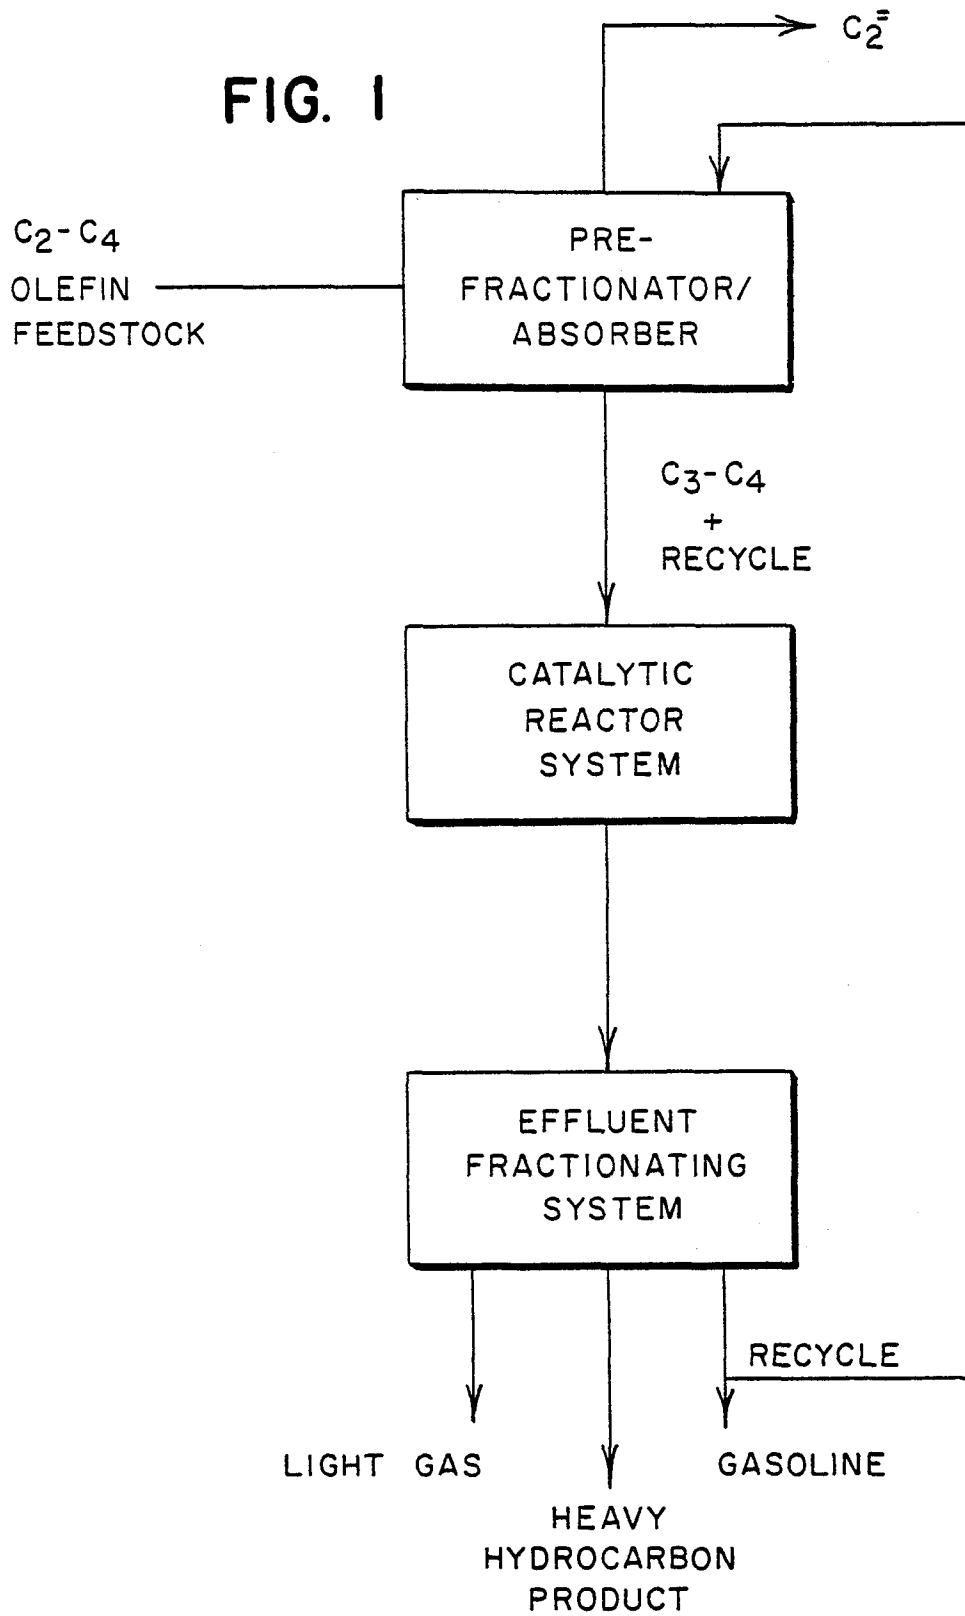 C₂⁼
FIG. 1
C₂-C₄
OLEFIN
FEEDSTOCK
PRE-
FRACTIONATOR/
ABSORBER
C₃-C₄
+
RECYCLE
CATALYTIC
REACTOR
SYSTEM
EFFLUENT
FRACTIONATING
SYSTEM
RECYCLE
LIGHT GAS
GASOLINE
HEAVY
HYDROCARBON
PRODUCT